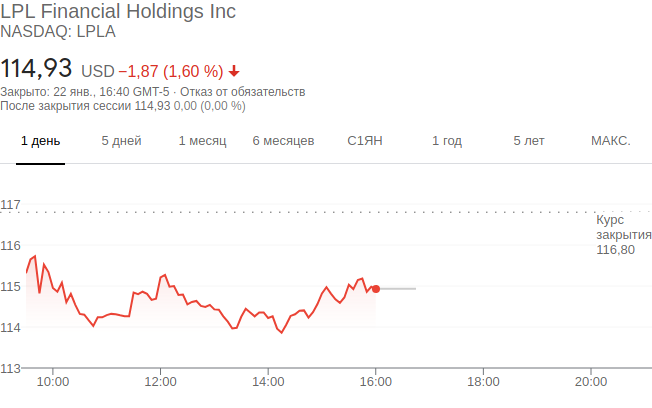 LPL Financial Holdings Inc
NASDAQ: LPLA
114,93 USD −1,87 (1,60 %)
Закрыто: 22 янв., 16:40 GMT-5 · Отказ от обязательств
После закрытия сессии 114,93 0,00 (0,00 %)
1 день 5 дней 1 месяц 6 месяцев С1ЯН 1 год 5 лет МАКС.
117
Курс
закрытия
116,80
116
115
114
113
10:00 12:00 14:00 16:00 18:00 20:00